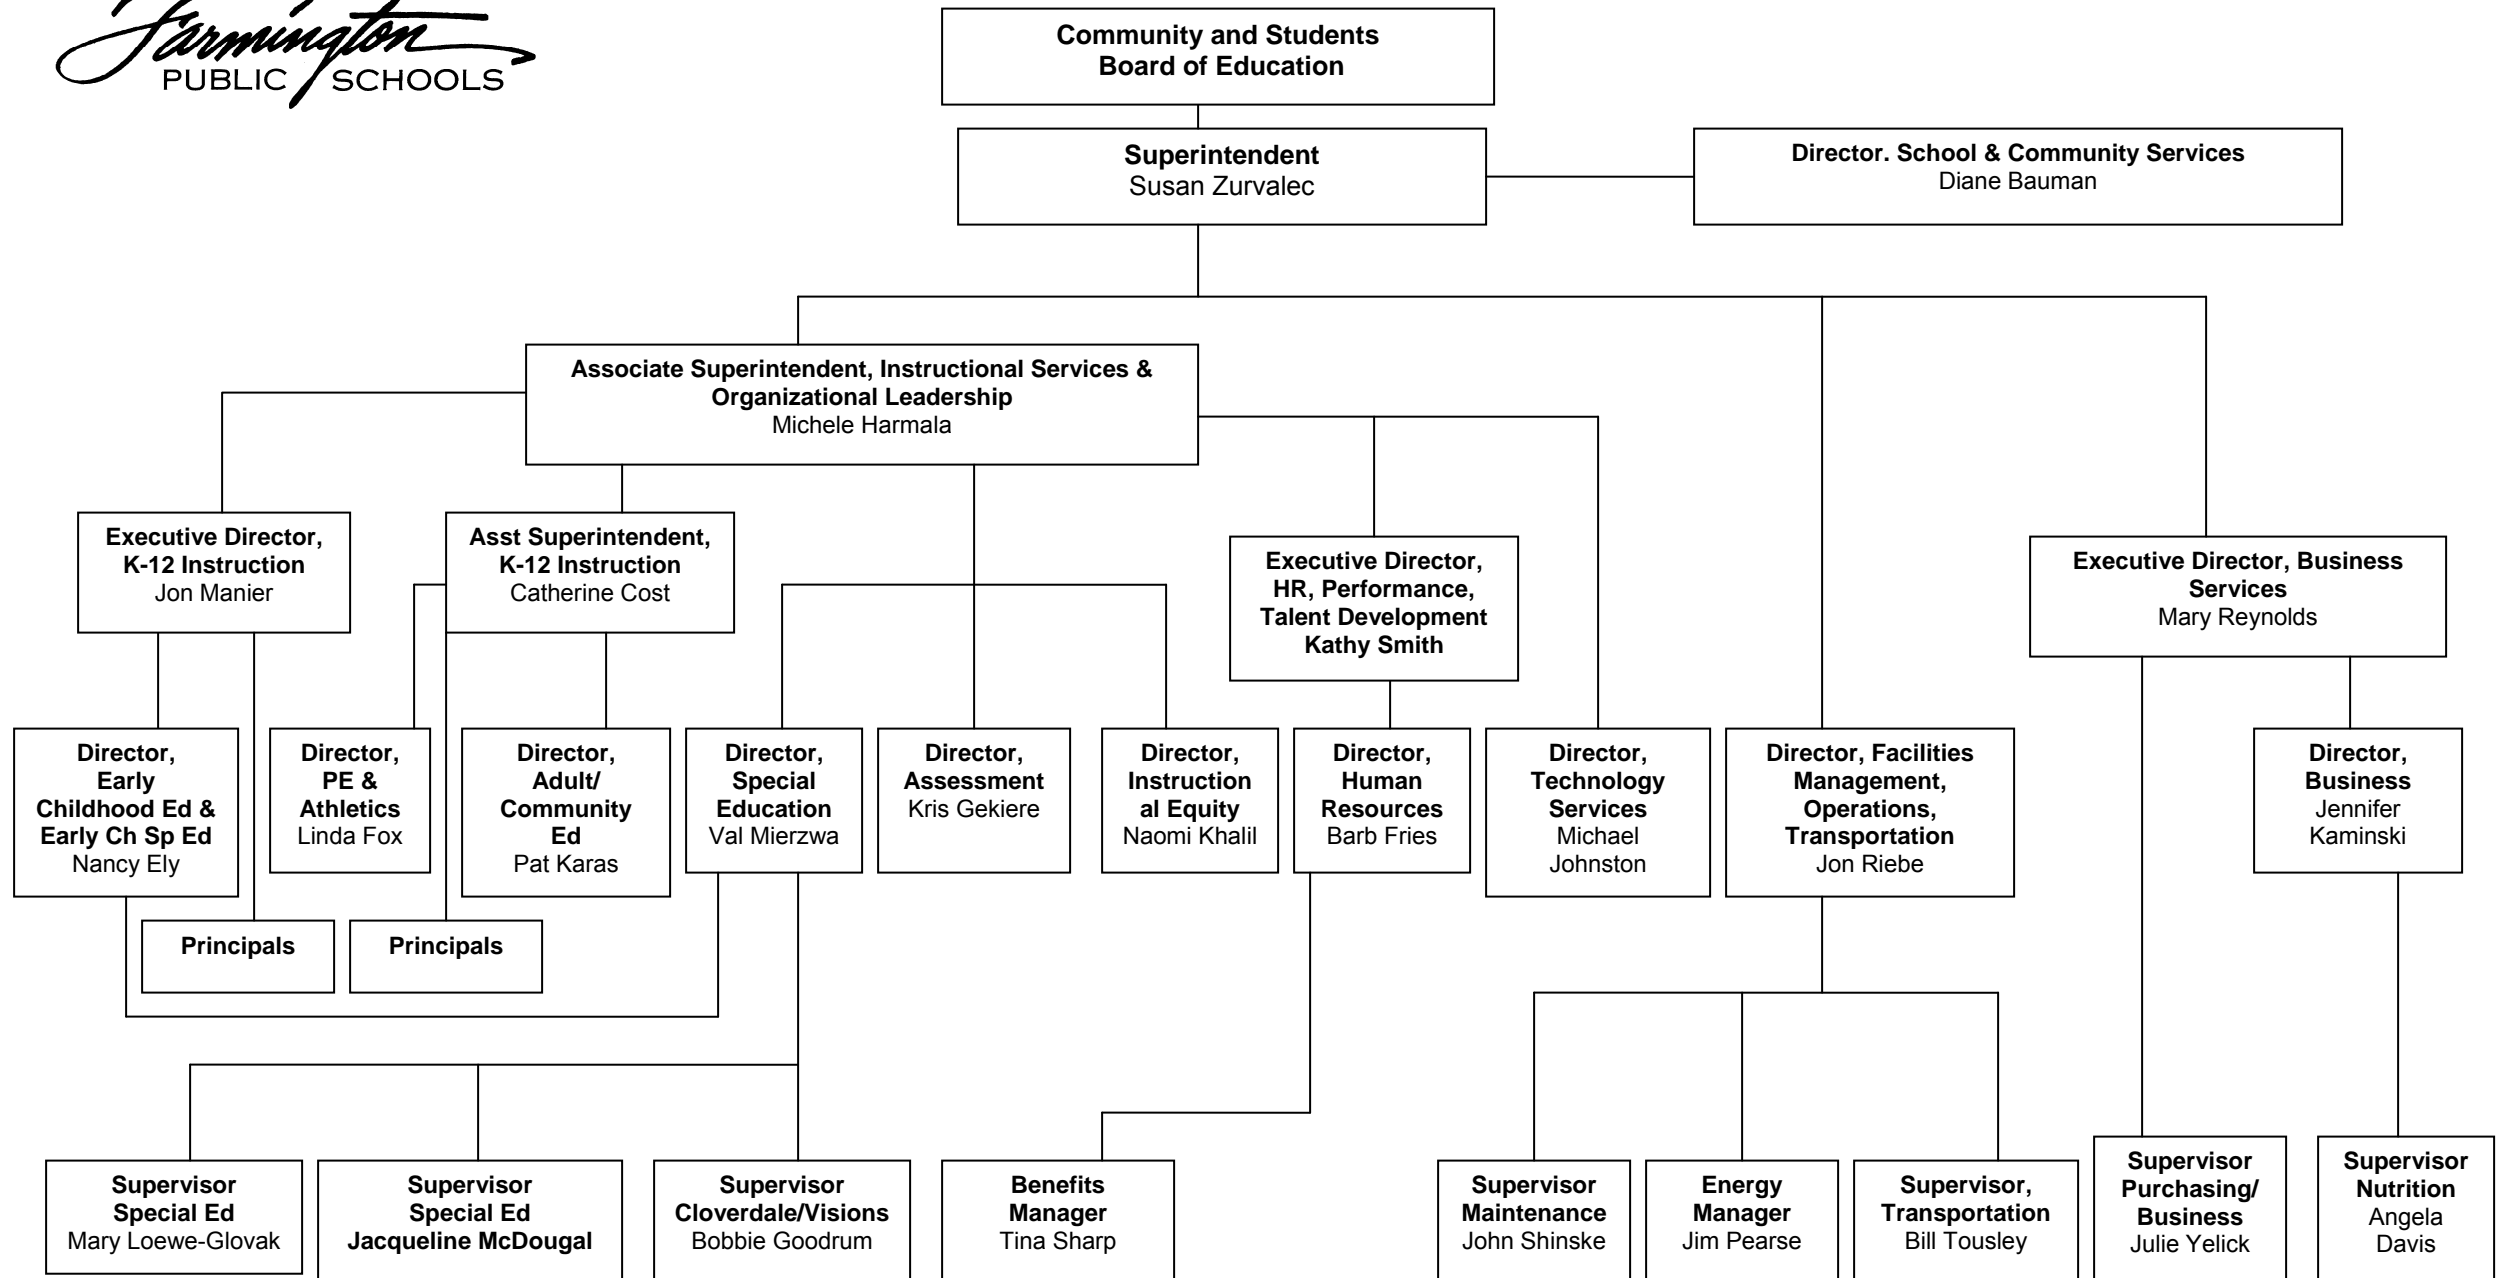 Farmington
PUBLIC SCHOOLS
Community and Students
Board of Education
Superintendent
Susan Zurvalec
Director. School & Community Services
Diane Bauman
Associate Superintendent, Instructional Services &
Organizational Leadership
Michele Harmala
Executive Director,
K-12 Instruction
Jon Manier
Asst Superintendent,
K-12 Instruction
Catherine Cost
Executive Director,
HR, Performance,
Talent Development
Kathy Smith
Executive Director, Business
Services
Mary Reynolds
Director,
Early
Childhood Ed &
Early Ch Sp Ed
Nancy Ely
Director,
PE &
Athletics
Linda Fox
Director,
Adult/
Community
Ed
Pat Karas
Director,
Special
Education
Val Mierzwa
Director,
Assessment
Kris Gekiere
Director,
Instruction
al Equity
Naomi Khalil
Director,
Human
Resources
Barb Fries
Director,
Technology
Services
Michael
Johnston
Director, Facilities
Management,
Operations,
Transportation
Jon Riebe
Director,
Business
Jennifer
Kaminski
Principals
Principals
Supervisor
Special Ed
Mary Loewe-Glovak
Supervisor
Special Ed
Jacqueline McDougal
Supervisor
Cloverdale/Visions
Bobbie Goodrum
Benefits
Manager
Tina Sharp
Supervisor
Maintenance
John Shinske
Energy
Manager
Jim Pearse
Supervisor,
Transportation
Bill Tousley
Supervisor
Purchasing/
Business
Julie Yelick
Supervisor
Nutrition
Angela
Davis